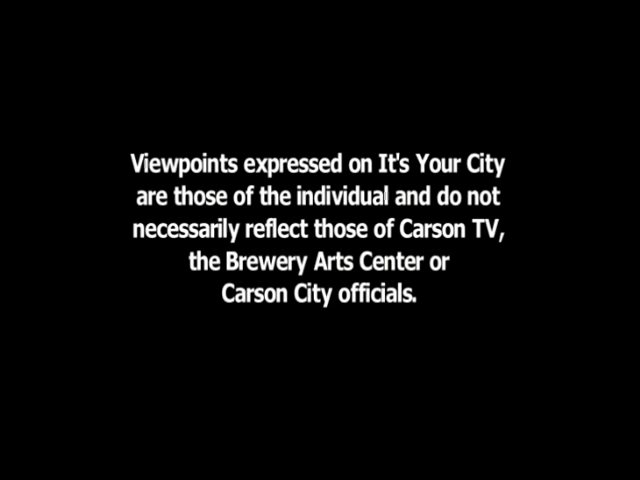 Viewpoints expressed on It's Your City
are those of the individual and do not
necessarily reflect those of Carson TV,
the Brewery Arts Center or
Carson City officials.